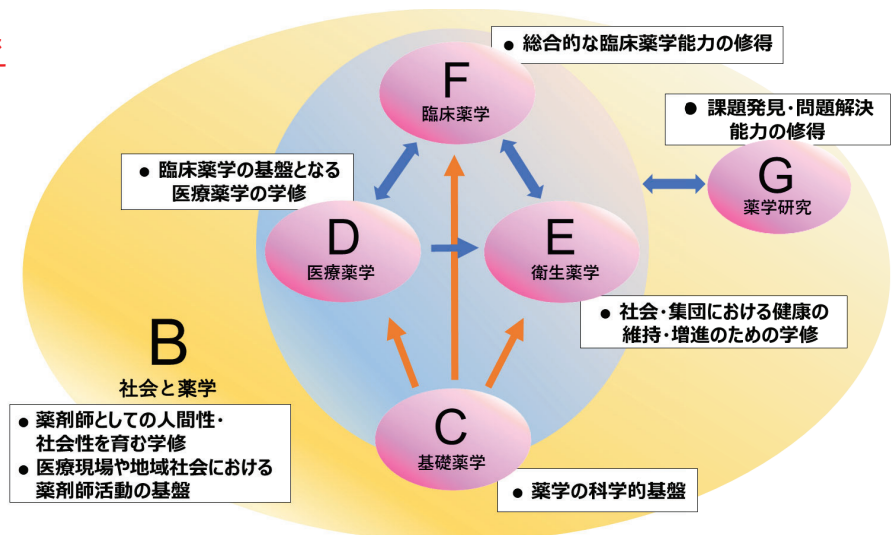 ● 総合的な臨床薬学能力の修得
F
臨床薬学
● 課題発見・問題解決
能力の修得
G
薬学研究
● 臨床薬学の基盤となる
医療薬学の学修
D
医療薬学
E
衛生薬学
● 社会・集団における健康の
維持・増進のための学修
B
社会と薬学
● 薬剤師としての人間性・
社会性を育む学修
● 医療現場や地域社会における
薬剤師活動の基盤
C
基礎薬学
● 薬学の科学的基盤